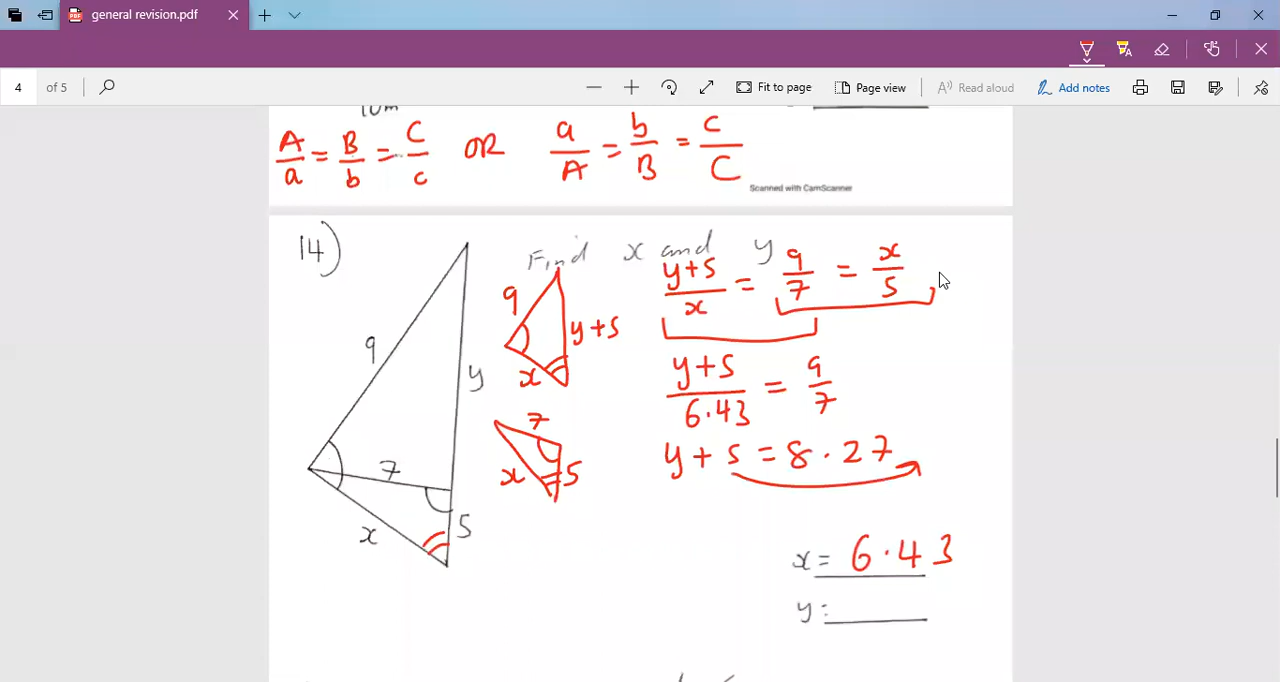 general revision.pdf
4 of 5
Fit to page
Page view
Read aloud
Add notes
10m
A/a = B/b = C/c OR a/A = b/B = c/C
Scanned with CamScanner
14)
Find x and y
9
y
7
5
x
9
y+5
x
7
x
5
y+5/x = 9/7 = x/5
y+5/6.43 = 9/7
y+5 = 8.27
x = 6.43
y =